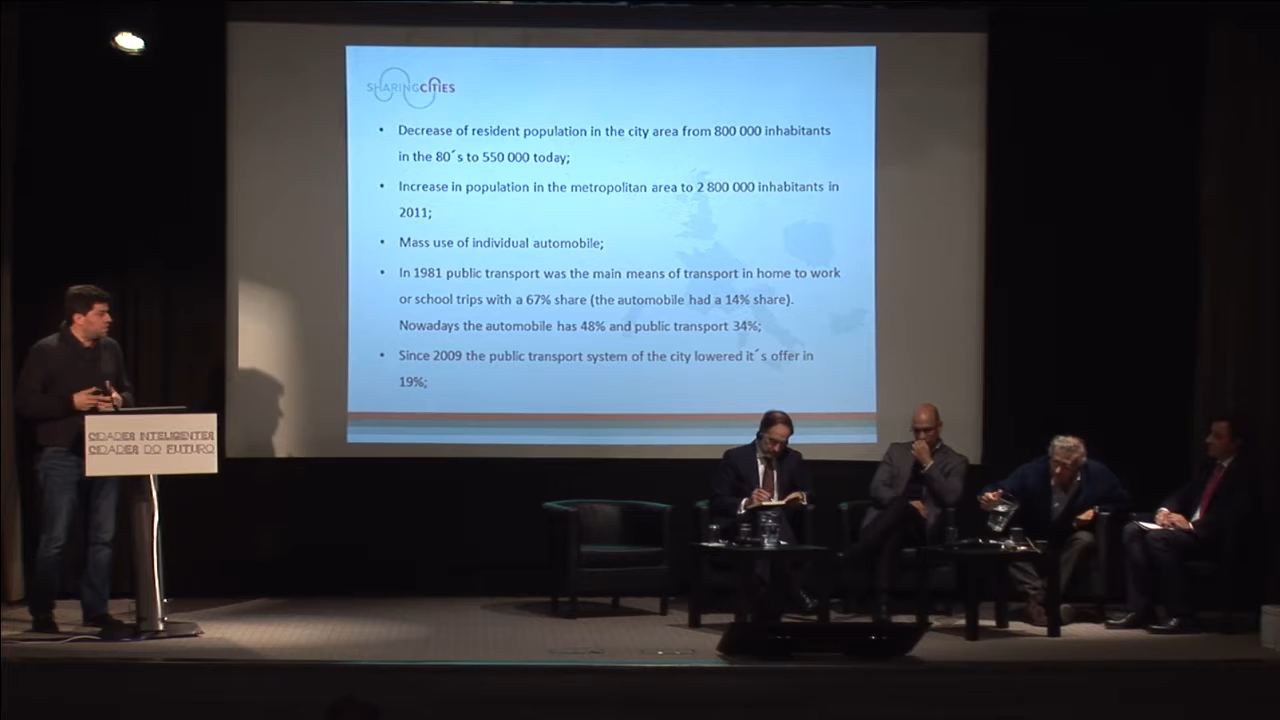 SHARINGCITIES
• Decrease of resident population in the city area from 800 000 inhabitants
in the 80´s to 550 000 today;
• Increase in population in the metropolitan area to 2 800 000 inhabitants in
2011;
• Mass use of individual automobile;
• In 1981 public transport was the main means of transport in home to work
or school trips with a 67% share (the automobile had a 14% share).
Nowadays the automobile has 48% and public transport 34%;
• Since 2009 the public transport system of the city lowered it´s offer in
19%;
CIDADES INTELIGENTES
CIDADES DO FUTURO